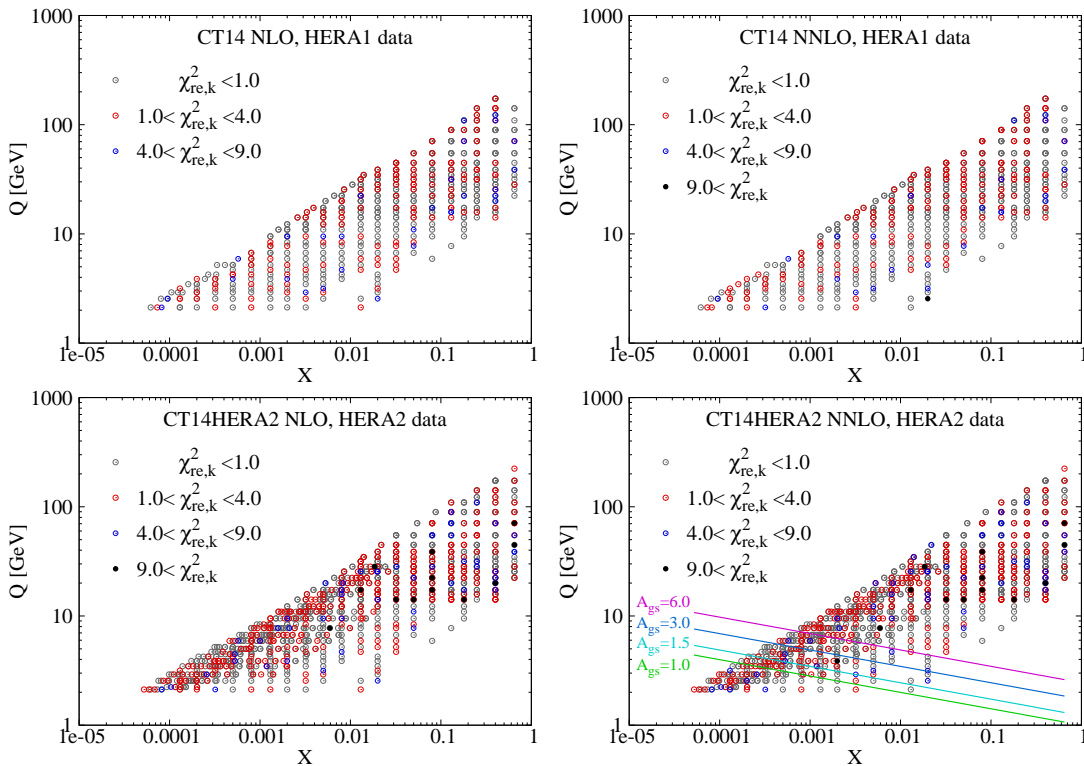 CT14 NLO, HERA1 data
χ²re,k <1.0
1.0< χ²re,k <4.0
4.0< χ²re,k <9.0
Q [GeV]
1000
100
10
1
1e-05 0.0001 0.001 0.01 0.1 1
X
CT14 NNLO, HERA1 data
χ²re,k <1.0
1.0< χ²re,k <4.0
4.0< χ²re,k <9.0
9.0< χ²re,k
Q [GeV]
1000
100
10
1
1e-05 0.0001 0.001 0.01 0.1 1
X
CT14HERA2 NLO, HERA2 data
χ²re,k <1.0
1.0< χ²re,k <4.0
4.0< χ²re,k <9.0
9.0< χ²re,k
Q [GeV]
1000
100
10
1
1e-05 0.0001 0.001 0.01 0.1 1
X
CT14HERA2 NNLO, HERA2 data
χ²re,k <1.0
1.0< χ²re,k <4.0
4.0< χ²re,k <9.0
9.0< χ²re,k
Ags=6.0
Ags=3.0
Ags=1.5
Ags=1.0
Q [GeV]
1000
100
10
1
1e-05 0.0001 0.001 0.01 0.1 1
X